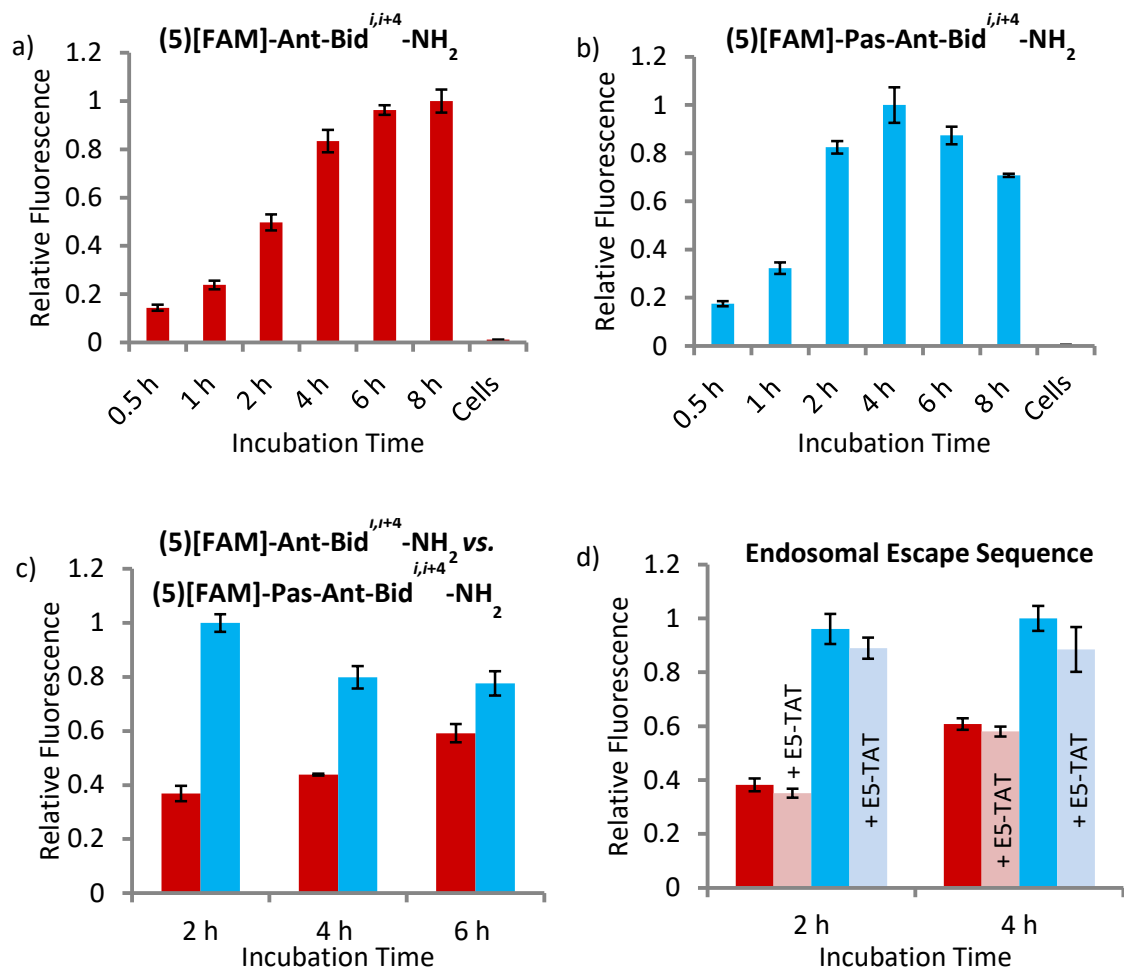 a)
(5)[FAM]-Ant-Bid^i,i+4-NH2
Relative Fluorescence
1.2
1
0.8
0.6
0.4
0.2
0
0.5 h
1 h
2 h
4 h
6 h
8 h
Cells
Incubation Time
b)
(5)[FAM]-Pas-Ant-Bid^i,i+4-NH2
Relative Fluorescence
1.2
1
0.8
0.6
0.4
0.2
0
0.5 h
1 h
2 h
4 h
6 h
8 h
Cells
Incubation Time
c)
(5)[FAM]-Ant-Bid^i,i+4-NH2 vs.
(5)[FAM]-Pas-Ant-Bid^i,i+4-NH2
Relative Fluorescence
1.2
1
0.8
0.6
0.4
0.2
0
2 h
4 h
6 h
Incubation Time
d)
Endosomal Escape Sequence
Relative Fluorescence
1.2
1
0.8
0.6
0.4
0.2
0
+ E5-TAT
+ E5-TAT
+ E5-TAT
+ E5-TAT
2 h
4 h
Incubation Time